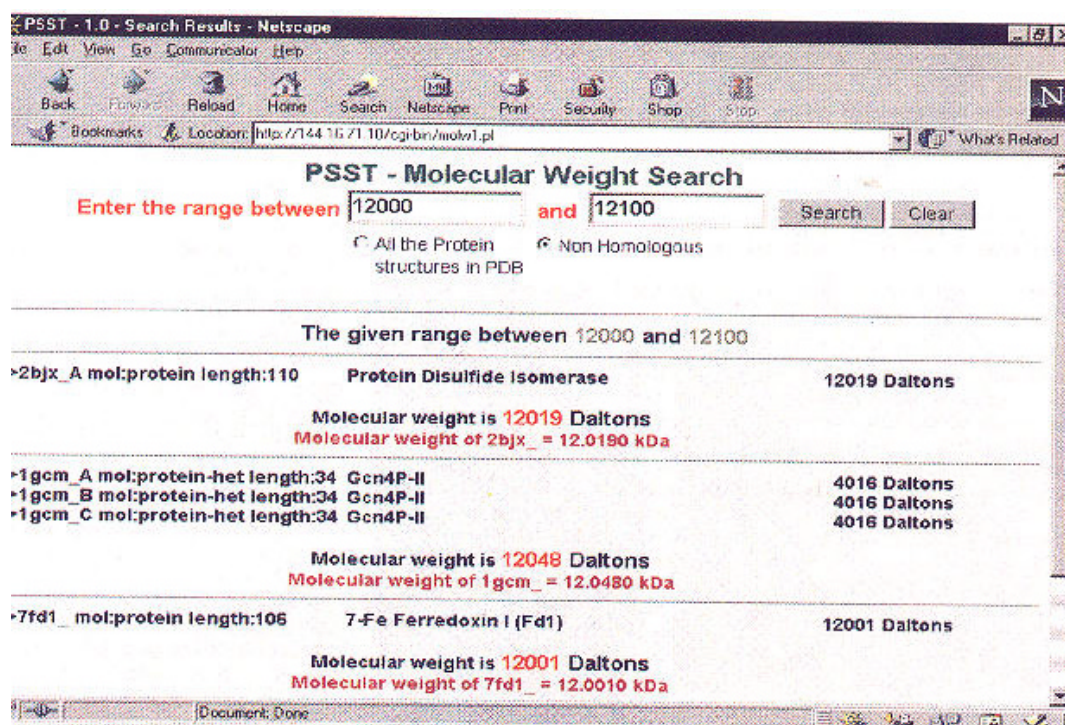 PSST - 1.0 - Search Results - Netscape
Edit View Go Communicator Help
Back Forward Reload Home Search Netscape Print Security Shop Stop
Bookmarks Location: http://144.16.71.10/cgi-bin/molw1.pl What's Related
PSST - Molecular Weight Search
Enter the range between 12000 and 12100 Search Clear
All the Protein Non Homologous
structures in PDB
The given range between 12000 and 12100
>2bjx_A mol:protein length:110 Protein Disulfide Isomerase 12019 Daltons
Molecular weight is 12019 Daltons
Molecular weight of 2bjx_ = 12.0190 kDa
>1gcm_A mol:protein-het length:34 Gcn4P-II 4016 Daltons
>1gcm_B mol:protein-het length:34 Gcn4P-II 4016 Daltons
>1gcm_C mol:protein-het length:34 Gcn4P-II 4016 Daltons
Molecular weight is 12048 Daltons
Molecular weight of 1gcm_ = 12.0480 kDa
>7fd1_ mol:protein length:106 7-Fe Ferredoxin I (Fd1) 12001 Daltons
Molecular weight is 12001 Daltons
Molecular weight of 7fd1_ = 12.0010 kDa
Document: Done